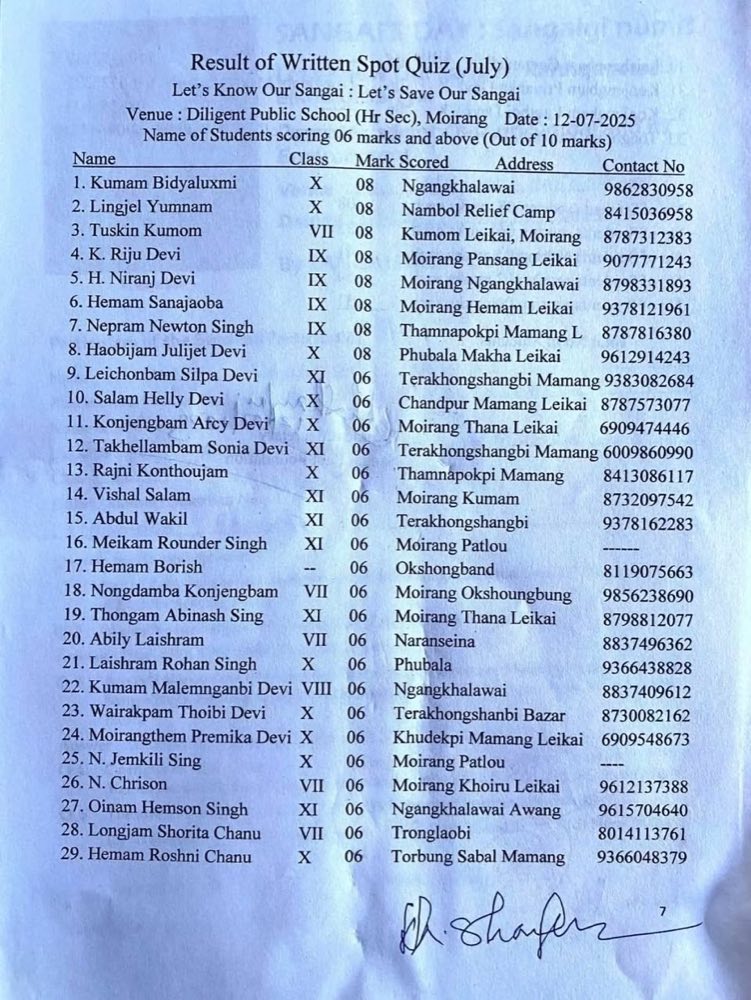 Result of Written Spot Quiz (July)
Let's Know Our Sangai : Let's Save Our Sangai
Venue : Diligent Public School (Hr Sec), Moirang Date : 12-07-2025
Name of Students scoring 06 marks and above (Out of 10 marks)
Name Class Mark Scored Address Contact No
1. Kumam Bidyaluxmi X 08 Ngangkhalawai 9862830958
2. Lingjel Yumnam X 08 Nambol Relief Camp 8415036958
3. Tuskin Kumom VII 08 Kumom Leikai, Moirang 8787312383
4. K. Riju Devi IX 08 Moirang Pansang Leikai 9077771243
5. H. Niranj Devi IX 08 Moirang Ngangkhalawai 8798331893
6. Hemam Sanajaoba IX 08 Moirang Hemam Leikai 9378121961
7. Nepram Newton Singh IX 08 Thamnapokpi Mamang L 8787816380
8. Haobijam Julijet Devi X 08 Phubala Makha Leikai 9612914243
9. Leichonbam Silpa Devi XI 06 Terakhongshangbi Mamang 9383082684
10. Salam Helly Devi X 06 Chandpur Mamang Leikai 8787573077
11. Konjengbam Arcy Devi X 06 Moirang Thana Leikai 6909474446
12. Takhellambam Sonia Devi XI 06 Terakhongshangbi Mamang 6009860990
13. Rajni Konthoujam X 06 Thamnapokpi Mamang 8413086117
14. Vishal Salam XI 06 Moirang Kumam 8732097542
15. Abdul Wakil XI 06 Terakhongshangbi 9378162283
16. Meikam Rounder Singh XI 06 Moirang Patlou ------
17. Hemam Borish -- 06 Okshongband 8119075663
18. Nongdamba Konjengbam VII 06 Moirang Okshoungbung 9856238690
19. Thongam Abinash Sing XI 06 Moirang Thana Leikai 8798812077
20. Abily Laishram VII 06 Naranseina 8837496362
21. Laishram Rohan Singh X 06 Phubala 9366438828
22. Kumam Malemnganbi Devi VIII 06 Ngangkhalawai 8837409612
23. Wairakpam Thoibi Devi X 06 Terakhongshanbi Bazar 8730082162
24. Moirangthem Premika Devi X 06 Khudekpi Mamang Leikai 6909548673
25. N. Jemkili Sing X 06 Moirang Patlou ----
26. N. Chrison VII 06 Moirang Khoiru Leikai 9612137388
27. Oinam Hemson Singh XI 06 Ngangkhalawai Awang 9615704640
28. Longjam Shorita Chanu VII 06 Tronglaobi 8014113761
29. Hemam Roshni Chanu X 06 Torbung Sabal Mamang 9366048379
7